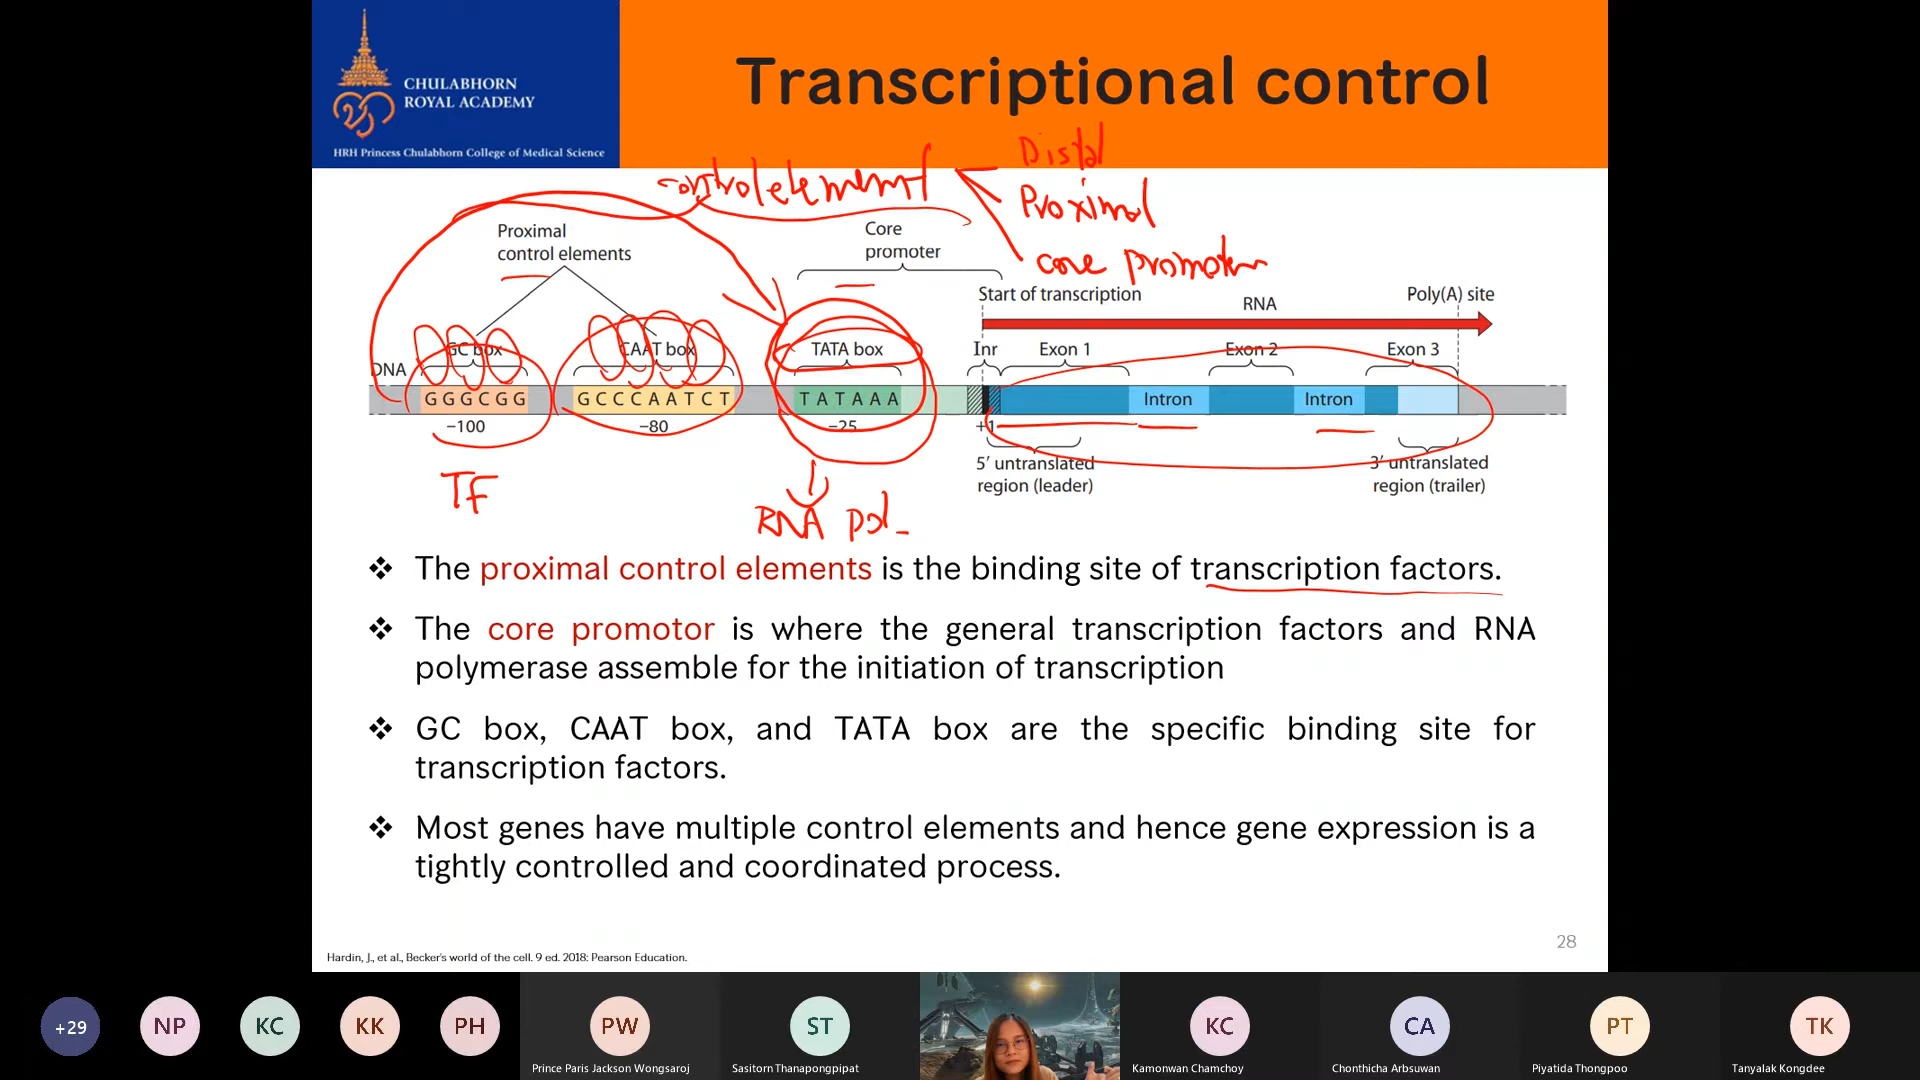 CHULABHORN
ROYAL ACADEMY
HRH Princess Chulabhorn College of Medical Science
Transcriptional control
control element
Distal
Proximal
core promoter
Proximal
control elements
Core
promoter
Start of transcription
RNA
Poly(A) site
GC box
CAAT box
TATA box
Inr
Exon 1
Exon 2
Exon 3
DNA
GGGCGG
GCCCAATCT
TATAAA
Intron
Intron
−100
−80
−25
+1
5′ untranslated
region (leader)
3′ untranslated
region (trailer)
TF
RNA pol
❖ The proximal control elements is the binding site of transcription factors.
❖ The core promotor is where the general transcription factors and RNA
polymerase assemble for the initiation of transcription
❖ GC box, CAAT box, and TATA box are the specific binding site for
transcription factors.
❖ Most genes have multiple control elements and hence gene expression is a
tightly controlled and coordinated process.
28
Hardin, J., et al., Becker's world of the cell. 9 ed. 2018: Pearson Education.
+29
NP
KC
KK
PH
PW
ST
KC
CA
PT
TK
Prince Paris Jackson Wongsaroj
Sasitorn Thanapongpipat
Kamonwan Chamchoy
Chonthicha Arbsuwan
Piyatida Thongpoo
Tanyalak Kongdee